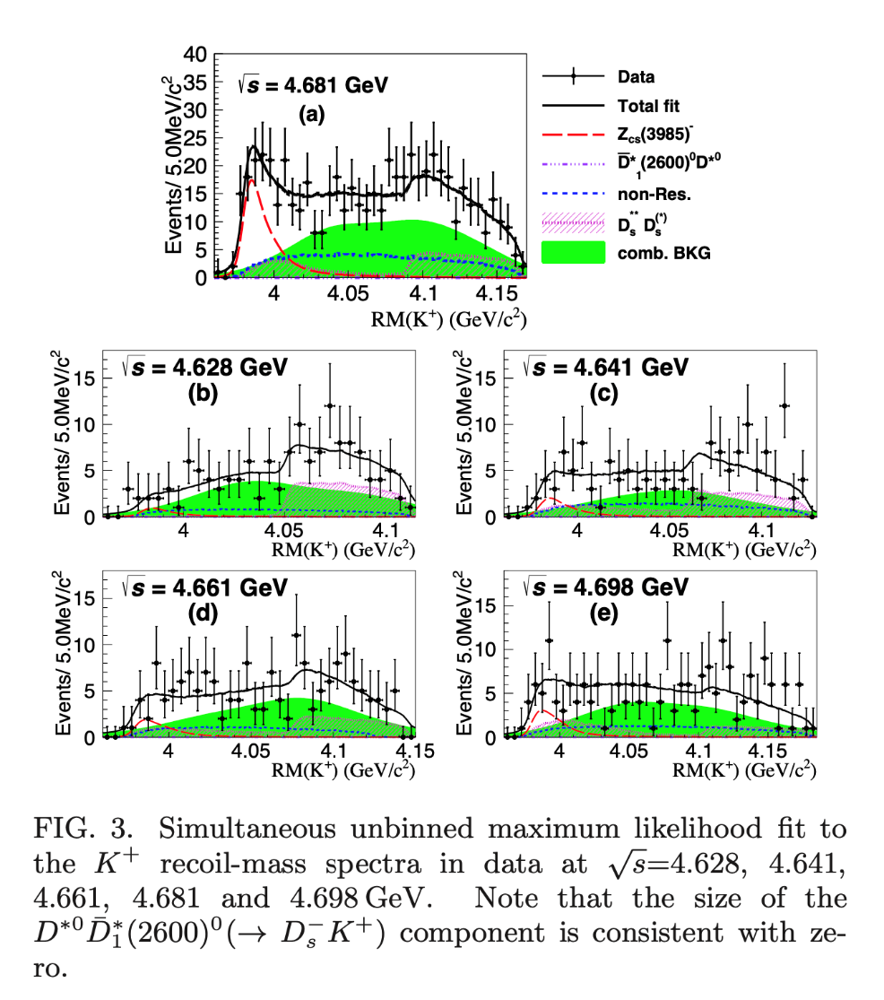 40
35
30
25
20
15
10
5
0
Events/ 5.0MeV/c²
√s = 4.681 GeV
(a)
4 4.05 4.1 4.15
RM(K⁺) (GeV/c²)
Data
Total fit
Z_cs(3985)⁻
D̄*₁(2600)⁰D*⁰
non-Res.
D_s** D_s^(*)
comb. BKG
15
10
5
0
Events/ 5.0MeV/c²
√s = 4.628 GeV
(b)
4 4.05 4.1
RM(K⁺) (GeV/c²)
15
10
5
0
Events/ 5.0MeV/c²
√s = 4.641 GeV
(c)
4 4.05 4.1
RM(K⁺) (GeV/c²)
15
10
5
0
Events/ 5.0MeV/c²
√s = 4.661 GeV
(d)
4 4.05 4.1 4.15
RM(K⁺) (GeV/c²)
15
10
5
0
Events/ 5.0MeV/c²
√s = 4.698 GeV
(e)
4 4.05 4.1 4.15
RM(K⁺) (GeV/c²)
FIG. 3. Simultaneous unbinned maximum likelihood fit to
the K⁺ recoil-mass spectra in data at √s=4.628, 4.641,
4.661, 4.681 and 4.698 GeV. Note that the size of the
D*⁰D̄*₁(2600)⁰(→ D_s⁻K⁺) component is consistent with ze-
ro.